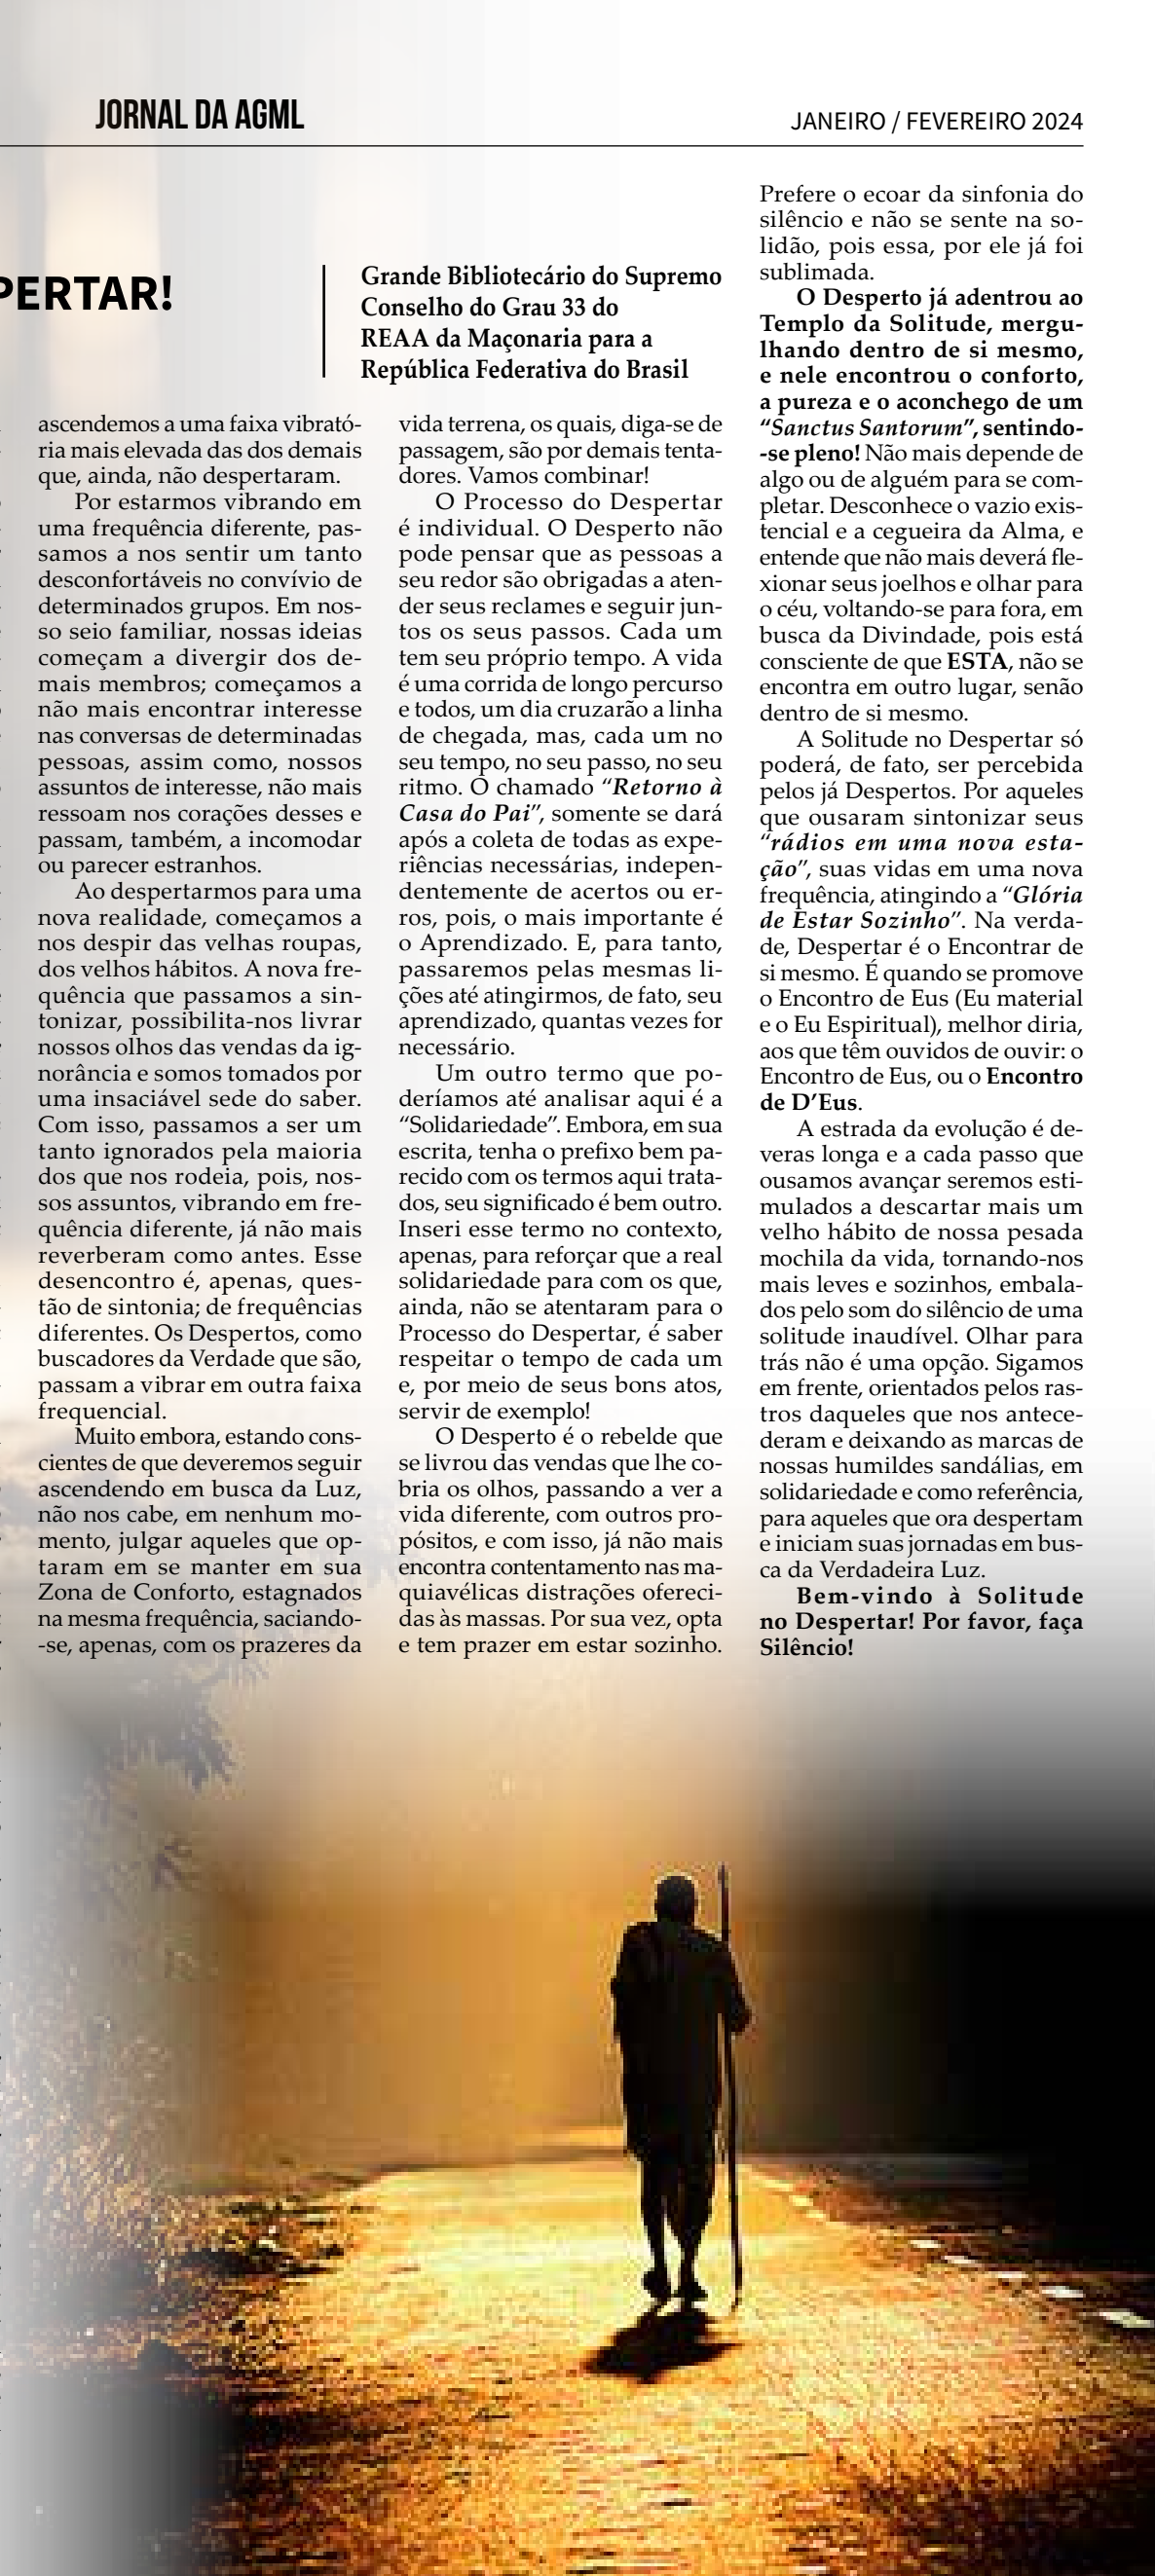 JORNAL DA AGML
JANEIRO / FEVEREIRO 2024
PERTAR!
Grande Bibliotecário do Supremo
Conselho do Grau 33 do
REAA da Maçonaria para a
República Federativa do Brasil
ascendemos a uma faixa vibrató-
ria mais elevada das dos demais
que, ainda, não despertaram.
Por estarmos vibrando em
uma frequência diferente, pas-
samos a nos sentir um tanto
desconfortáveis no convívio de
determinados grupos. Em nos-
so seio familiar, nossas ideias
começam a divergir dos de-
mais membros; começamos a
não mais encontrar interesse
nas conversas de determinadas
pessoas, assim como, nossos
assuntos de interesse, não mais
ressoam nos corações desses e
passam, também, a incomodar
ou parecer estranhos.
Ao despertarmos para uma
nova realidade, começamos a
nos despir das velhas roupas,
dos velhos hábitos. A nova fre-
quência que passamos a sin-
tonizar, possibilita-nos livrar
nossos olhos das vendas da ig-
norância e somos tomados por
uma insaciável sede do saber.
Com isso, passamos a ser um
tanto ignorados pela maioria
dos que nos rodeia, pois, nos-
sos assuntos, vibrando em fre-
quência diferente, já não mais
reverberam como antes. Esse
desencontro é, apenas, ques-
tão de sintonia; de frequências
diferentes. Os Despertos, como
buscadores da Verdade que são,
passam a vibrar em outra faixa
frequencial.
Muito embora, estando cons-
cientes de que deveremos seguir
ascendendo em busca da Luz,
não nos cabe, em nenhum mo-
mento, julgar aqueles que op-
taram em se manter em sua
Zona de Conforto, estagnados
na mesma frequência, saciando-
-se, apenas, com os prazeres da
vida terrena, os quais, diga-se de
passagem, são por demais tenta-
dores. Vamos combinar!
O Processo do Despertar
é individual. O Desperto não
pode pensar que as pessoas a
seu redor são obrigadas a aten-
der seus reclames e seguir jun-
tos os seus passos. Cada um
tem seu próprio tempo. A vida
é uma corrida de longo percurso
e todos, um dia cruzarão a linha
de chegada, mas, cada um no
seu tempo, no seu passo, no seu
ritmo. O chamado “Retorno à
Casa do Pai”, somente se dará
após a coleta de todas as expe-
riências necessárias, indepen-
dentemente de acertos ou er-
ros, pois, o mais importante é
o Aprendizado. E, para tanto,
passaremos pelas mesmas li-
ções até atingirmos, de fato, seu
aprendizado, quantas vezes for
necessário.
Um outro termo que po-
deríamos até analisar aqui é a
“Solidariedade”. Embora, em sua
escrita, tenha o prefixo bem pa-
recido com os termos aqui trata-
dos, seu significado é bem outro.
Inseri esse termo no contexto,
apenas, para reforçar que a real
solidariedade para com os que,
ainda, não se atentaram para o
Processo do Despertar, é saber
respeitar o tempo de cada um
e, por meio de seus bons atos,
servir de exemplo!
O Desperto é o rebelde que
se livrou das vendas que lhe co-
bria os olhos, passando a ver a
vida diferente, com outros pro-
pósitos, e com isso, já não mais
encontra contentamento nas ma-
quiavélicas distrações ofereci-
das às massas. Por sua vez, opta
e tem prazer em estar sozinho.
Prefere o ecoar da sinfonia do
silêncio e não se sente na so-
lidão, pois essa, por ele já foi
sublimada.
O Desperto já adentrou ao
Templo da Solitude, mergu-
lhando dentro de si mesmo,
e nele encontrou o conforto,
a pureza e o aconchego de um
“Sanctus Santorum”, sentindo-
-se pleno! Não mais depende de
algo ou de alguém para se com-
pletar. Desconhece o vazio exis-
tencial e a cegueira da Alma, e
entende que não mais deverá fle-
xionar seus joelhos e olhar para
o céu, voltando-se para fora, em
busca da Divindade, pois está
consciente de que ESTA, não se
encontra em outro lugar, senão
dentro de si mesmo.
A Solitude no Despertar só
poderá, de fato, ser percebida
pelos já Despertos. Por aqueles
que ousaram sintonizar seus
“rádios em uma nova esta-
ção”, suas vidas em uma nova
frequência, atingindo a “Glória
de Estar Sozinho”. Na verda-
de, Despertar é o Encontrar de
si mesmo. É quando se promove
o Encontro de Eus (Eu material
e o Eu Espiritual), melhor diria,
aos que têm ouvidos de ouvir: o
Encontro de Eus, ou o Encontro
de D’Eus.
A estrada da evolução é de-
veras longa e a cada passo que
ousamos avançar seremos esti-
mulados a descartar mais um
velho hábito de nossa pesada
mochila da vida, tornando-nos
mais leves e sozinhos, embala-
dos pelo som do silêncio de uma
solitude inaudível. Olhar para
trás não é uma opção. Sigamos
em frente, orientados pelos ras-
tros daqueles que nos antece-
deram e deixando as marcas de
nossas humildes sandálias, em
solidariedade e como referência,
para aqueles que ora despertam
e iniciam suas jornadas em bus-
ca da Verdadeira Luz.
Bem-vindo à Solitude
no Despertar! Por favor, faça
Silêncio!